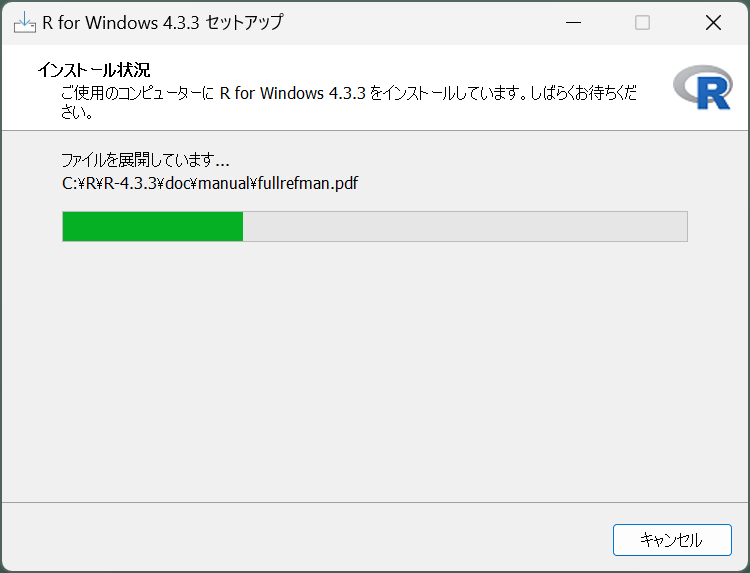 R for Windows 4.3.3 セットアップ
インストール状況
ご使用のコンピューターに R for Windows 4.3.3 をインストールしています。しばらくお待ちくだ
さい。
R
ファイルを展開しています...
C:¥R¥R-4.3.3¥doc¥manual¥fullrefman.pdf
キャンセル